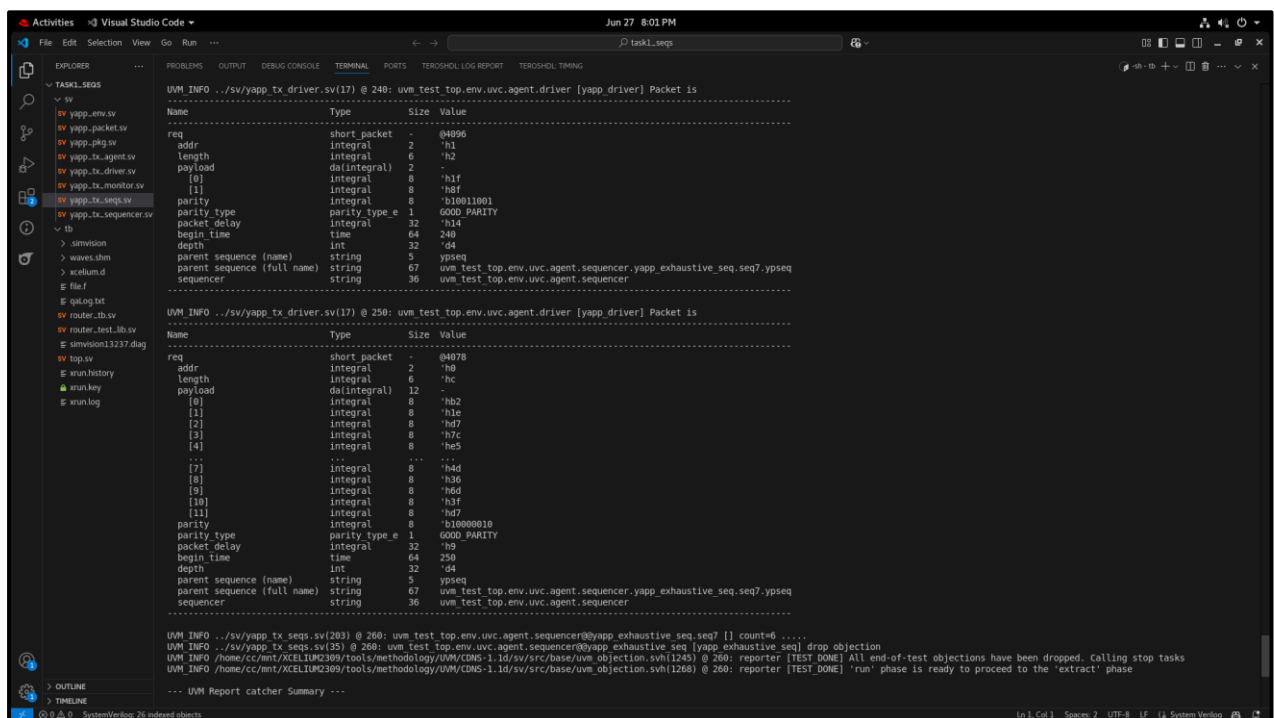 Activities Visual Studio Code Jun 27 8:01 PM
File Edit Selection View Go Run ... task1_seqs
EXPLORER ... PROBLEMS OUTPUT DEBUG CONSOLE TERMINAL PORTS TEROSHDL: LOG REPORT TEROSHDL: TIMING -sh - tb
TASK1_SEQS
sv
SV yapp_env.sv
SV yapp_packet.sv
SV yapp_pkg.sv
SV yapp_tx_agent.sv
SV yapp_tx_driver.sv
SV yapp_tx_monitor.sv
SV yapp_tx_seqs.sv
SV yapp_tx_sequencer.sv
tb
> .simvision
> waves.shm
> xcelium.d
file.f
qaLog.txt
SV router_tb.sv
SV router_test_lib.sv
simvision13237.diag
SV top.sv
xrun.history
xrun.key
xrun.log
> OUTLINE
> TIMELINE
UVM_INFO ../sv/yapp_tx_driver.sv(17) @ 240: uvm_test_top.env.uvc.agent.driver [yapp_driver] Packet is
Name Type Size Value
req short_packet - @4096
addr integral 2 'h1
length integral 6 'h2
payload da(integral) 2 -
[0] integral 8 'h1f
[1] integral 8 'h8f
parity integral 8 'b10011001
parity_type parity_type_e 1 GOOD_PARITY
packet_delay integral 32 'h14
begin_time time 64 240
depth int 32 'd4
parent sequence (name) string 5 ypseq
parent sequence (full name) string 67 uvm_test_top.env.uvc.agent.sequencer.yapp_exhaustive_seq.seq7.ypseq
sequencer string 36 uvm_test_top.env.uvc.agent.sequencer
UVM_INFO ../sv/yapp_tx_driver.sv(17) @ 250: uvm_test_top.env.uvc.agent.driver [yapp_driver] Packet is
Name Type Size Value
req short_packet - @4078
addr integral 2 'h0
length integral 6 'hc
payload da(integral) 12 -
[0] integral 8 'hb2
[1] integral 8 'h1e
[2] integral 8 'hd7
[3] integral 8 'h7c
[4] integral 8 'he5
... ... ... ...
[7] integral 8 'h4d
[8] integral 8 'h36
[9] integral 8 'h6d
[10] integral 8 'h3f
[11] integral 8 'hd7
parity integral 8 'b10000010
parity_type parity_type_e 1 GOOD_PARITY
packet_delay integral 32 'h9
begin_time time 64 250
depth int 32 'd4
parent sequence (name) string 5 ypseq
parent sequence (full name) string 67 uvm_test_top.env.uvc.agent.sequencer.yapp_exhaustive_seq.seq7.ypseq
sequencer string 36 uvm_test_top.env.uvc.agent.sequencer
UVM_INFO ../sv/yapp_tx_seqs.sv(203) @ 260: uvm_test_top.env.uvc.agent.sequencer@@yapp_exhaustive_seq.seq7 [] count=6 .....
UVM_INFO ../sv/yapp_tx_seqs.sv(35) @ 260: uvm_test_top.env.uvc.agent.sequencer@@yapp_exhaustive_seq [yapp_exhaustive_seq] drop objection
UVM_INFO /home/cc/mnt/XCELIUM2309/tools/methodology/UVM/CDNS-1.1d/sv/src/base/uvm_objection.svh(1245) @ 260: reporter [TEST_DONE] All end-of-test objections have been dropped. Calling stop tasks
UVM_INFO /home/cc/mnt/XCELIUM2309/tools/methodology/UVM/CDNS-1.1d/sv/src/base/uvm_objection.svh(1268) @ 260: reporter [TEST_DONE] 'run' phase is ready to proceed to the 'extract' phase
--- UVM Report catcher Summary ---
0 0 0 SystemVerilog: 26 indexed objects Ln 1, Col 1 Spaces: 2 UTF-8 LF System Verilog